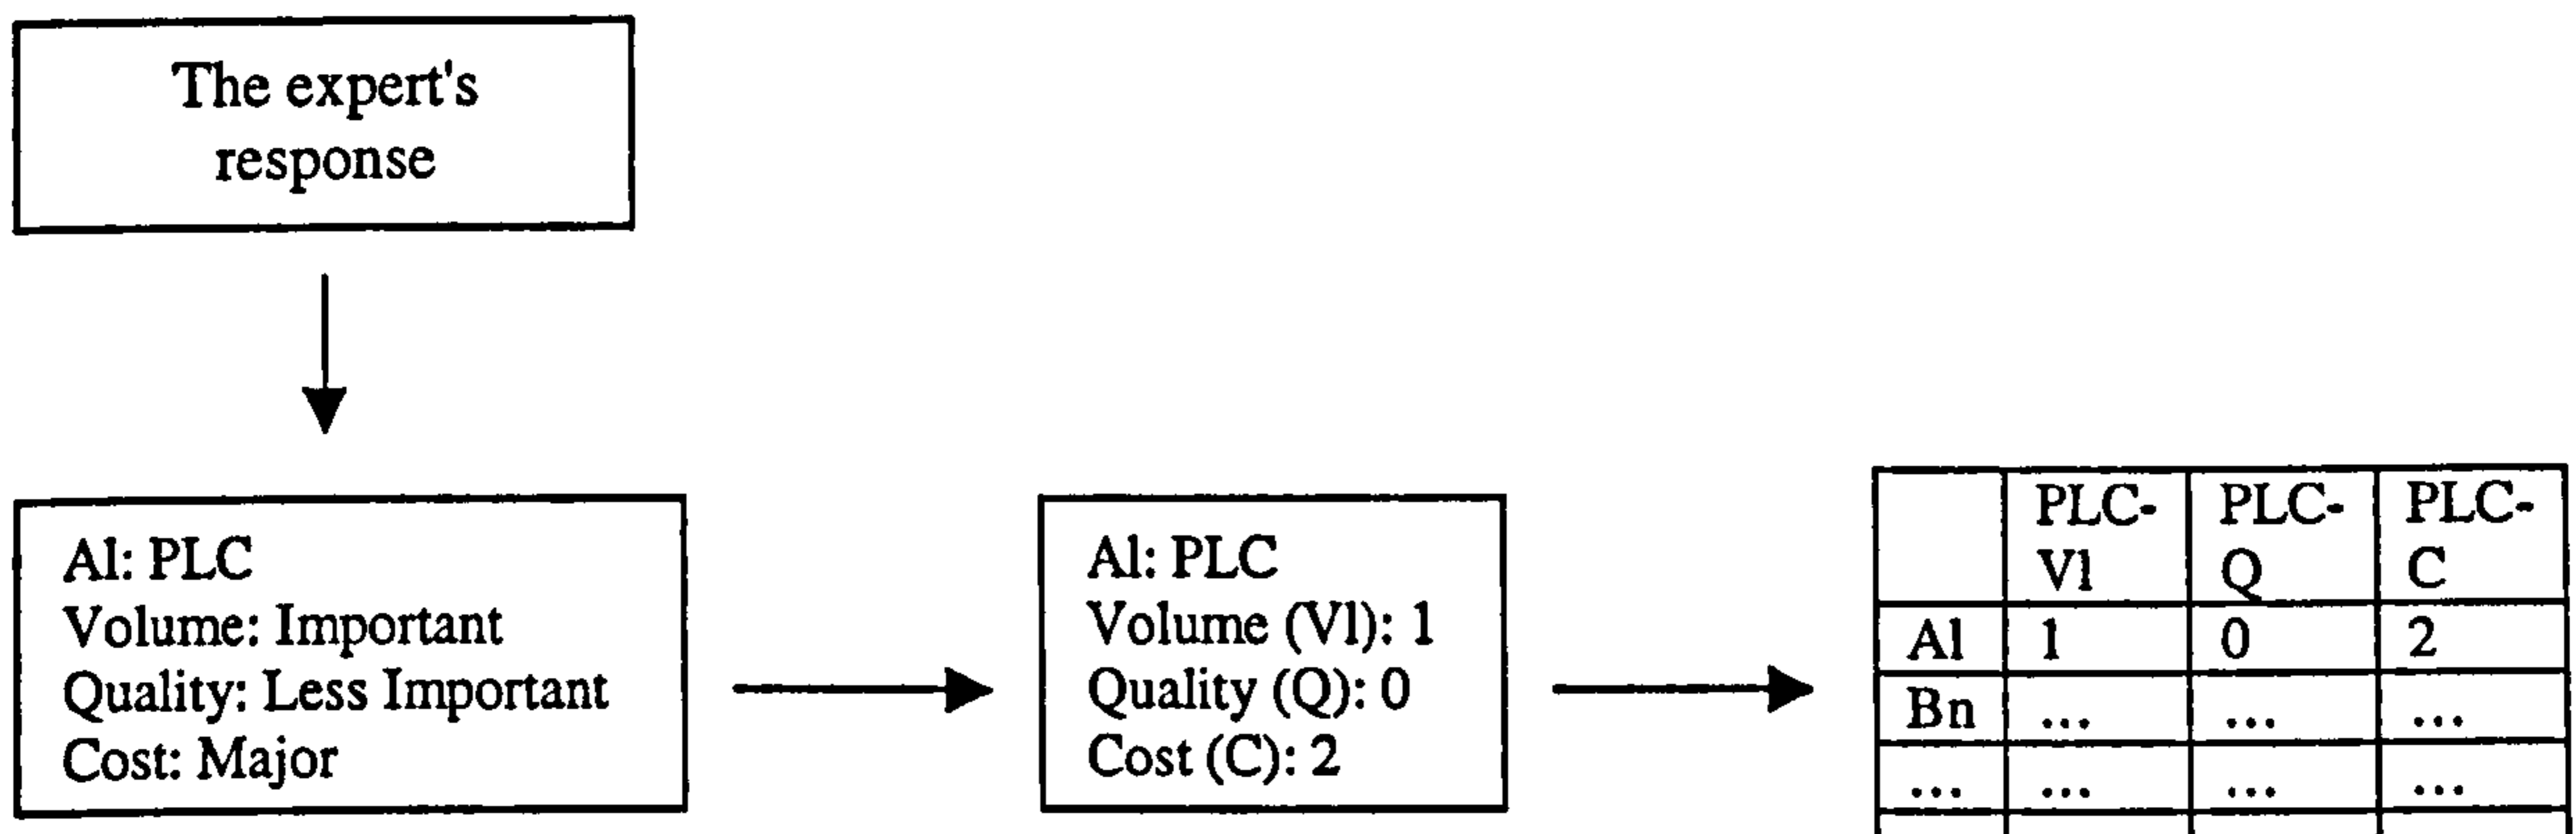 The expert's
response
Al: PLC
Volume: Important
Quality: Less Important
Cost: Major
Al: PLC
Volume (Vl): 1
Quality (Q): 0
Cost (C): 2
PLC-Vl PLC-Q PLC-C
Al 1 0 2
Bn ... ... ...
... ... ... ...